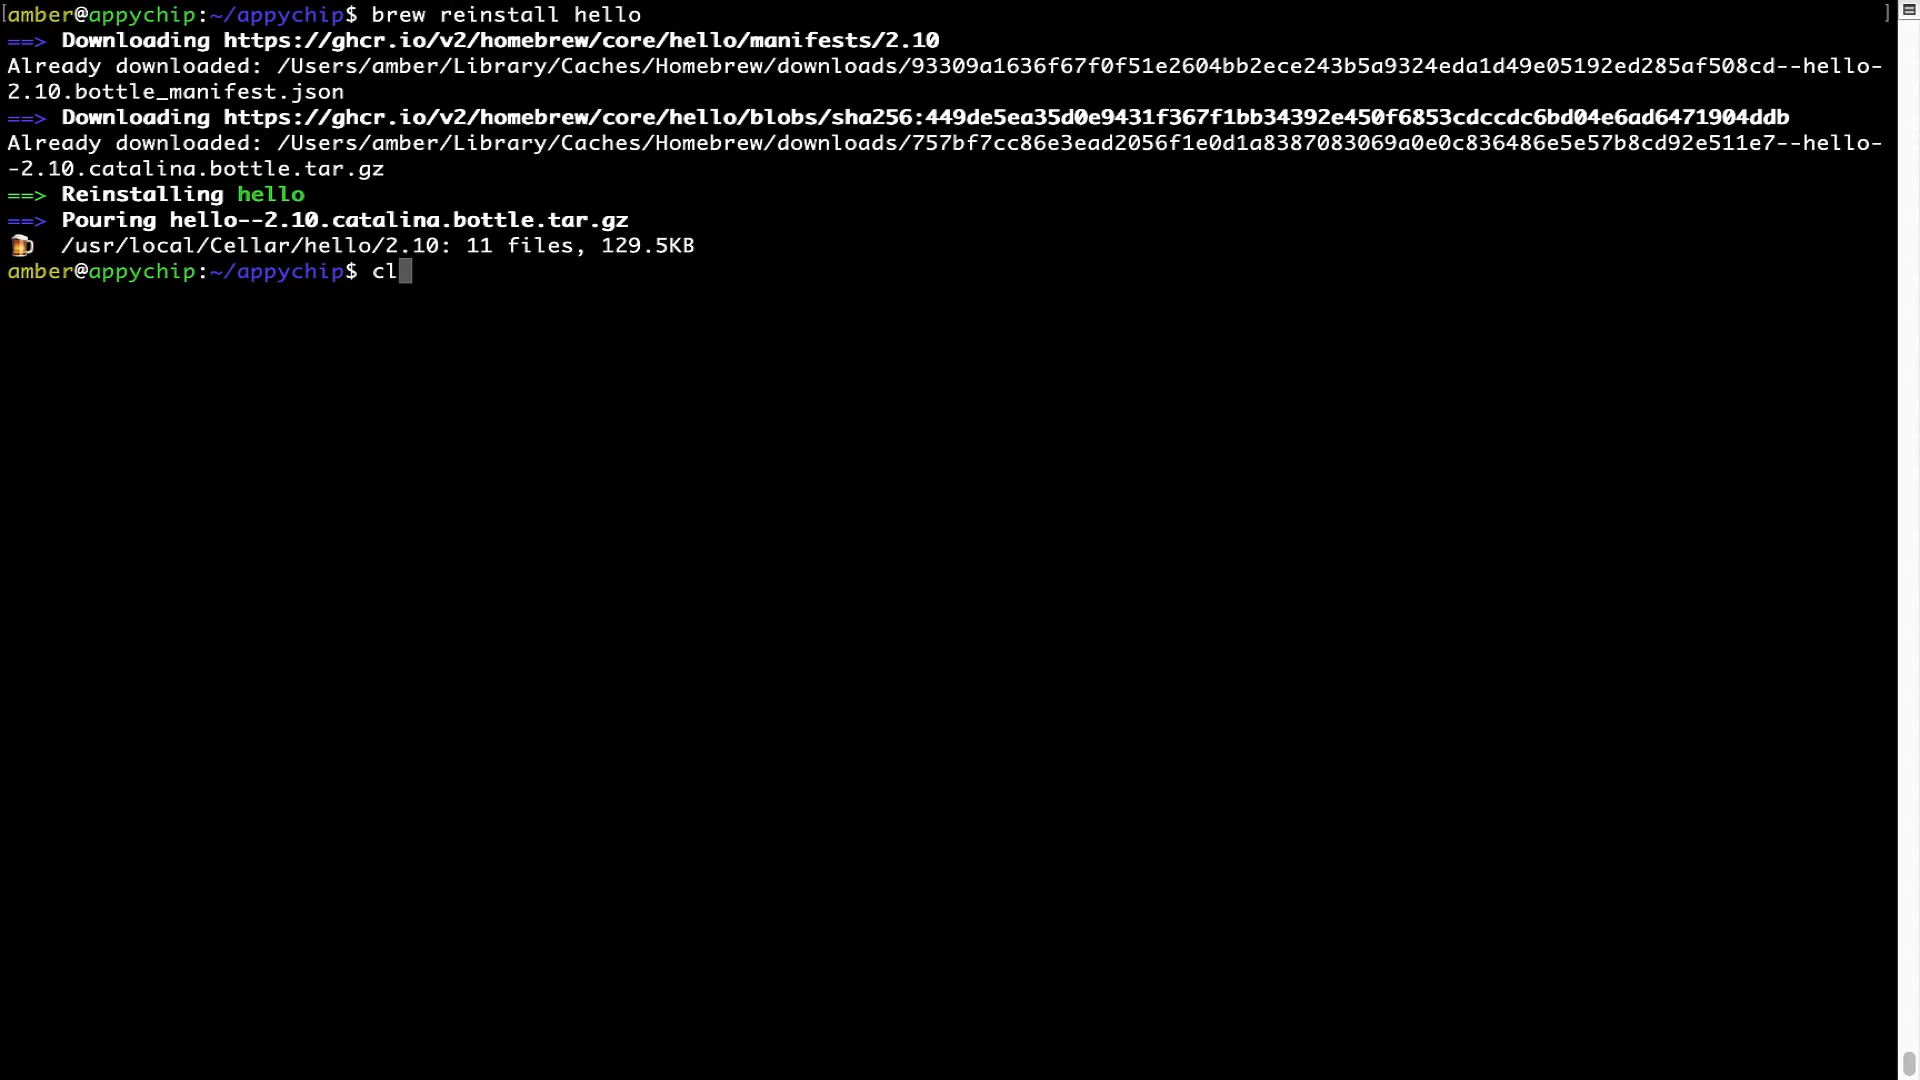 amber@appychip:~/appychip$ brew reinstall hello
==> Downloading https://ghcr.io/v2/homebrew/core/hello/manifests/2.10
Already downloaded: /Users/amber/Library/Caches/Homebrew/downloads/93309a1636f67f0f51e2604bb2ece243b5a9324eda1d49e05192ed285af508cd--hello-
2.10.bottle_manifest.json
==> Downloading https://ghcr.io/v2/homebrew/core/hello/blobs/sha256:449de5ea35d0e9431f367f1bb34392e450f6853cdccdc6bd04e6ad6471904ddb
Already downloaded: /Users/amber/Library/Caches/Homebrew/downloads/757bf7cc86e3ead2056f1e0d1a8387083069a0e0c836486e5e57b8cd92e511e7--hello-
-2.10.catalina.bottle.tar.gz
==> Reinstalling hello
==> Pouring hello--2.10.catalina.bottle.tar.gz
🍺 /usr/local/Cellar/hello/2.10: 11 files, 129.5KB
amber@appychip:~/appychip$ cl